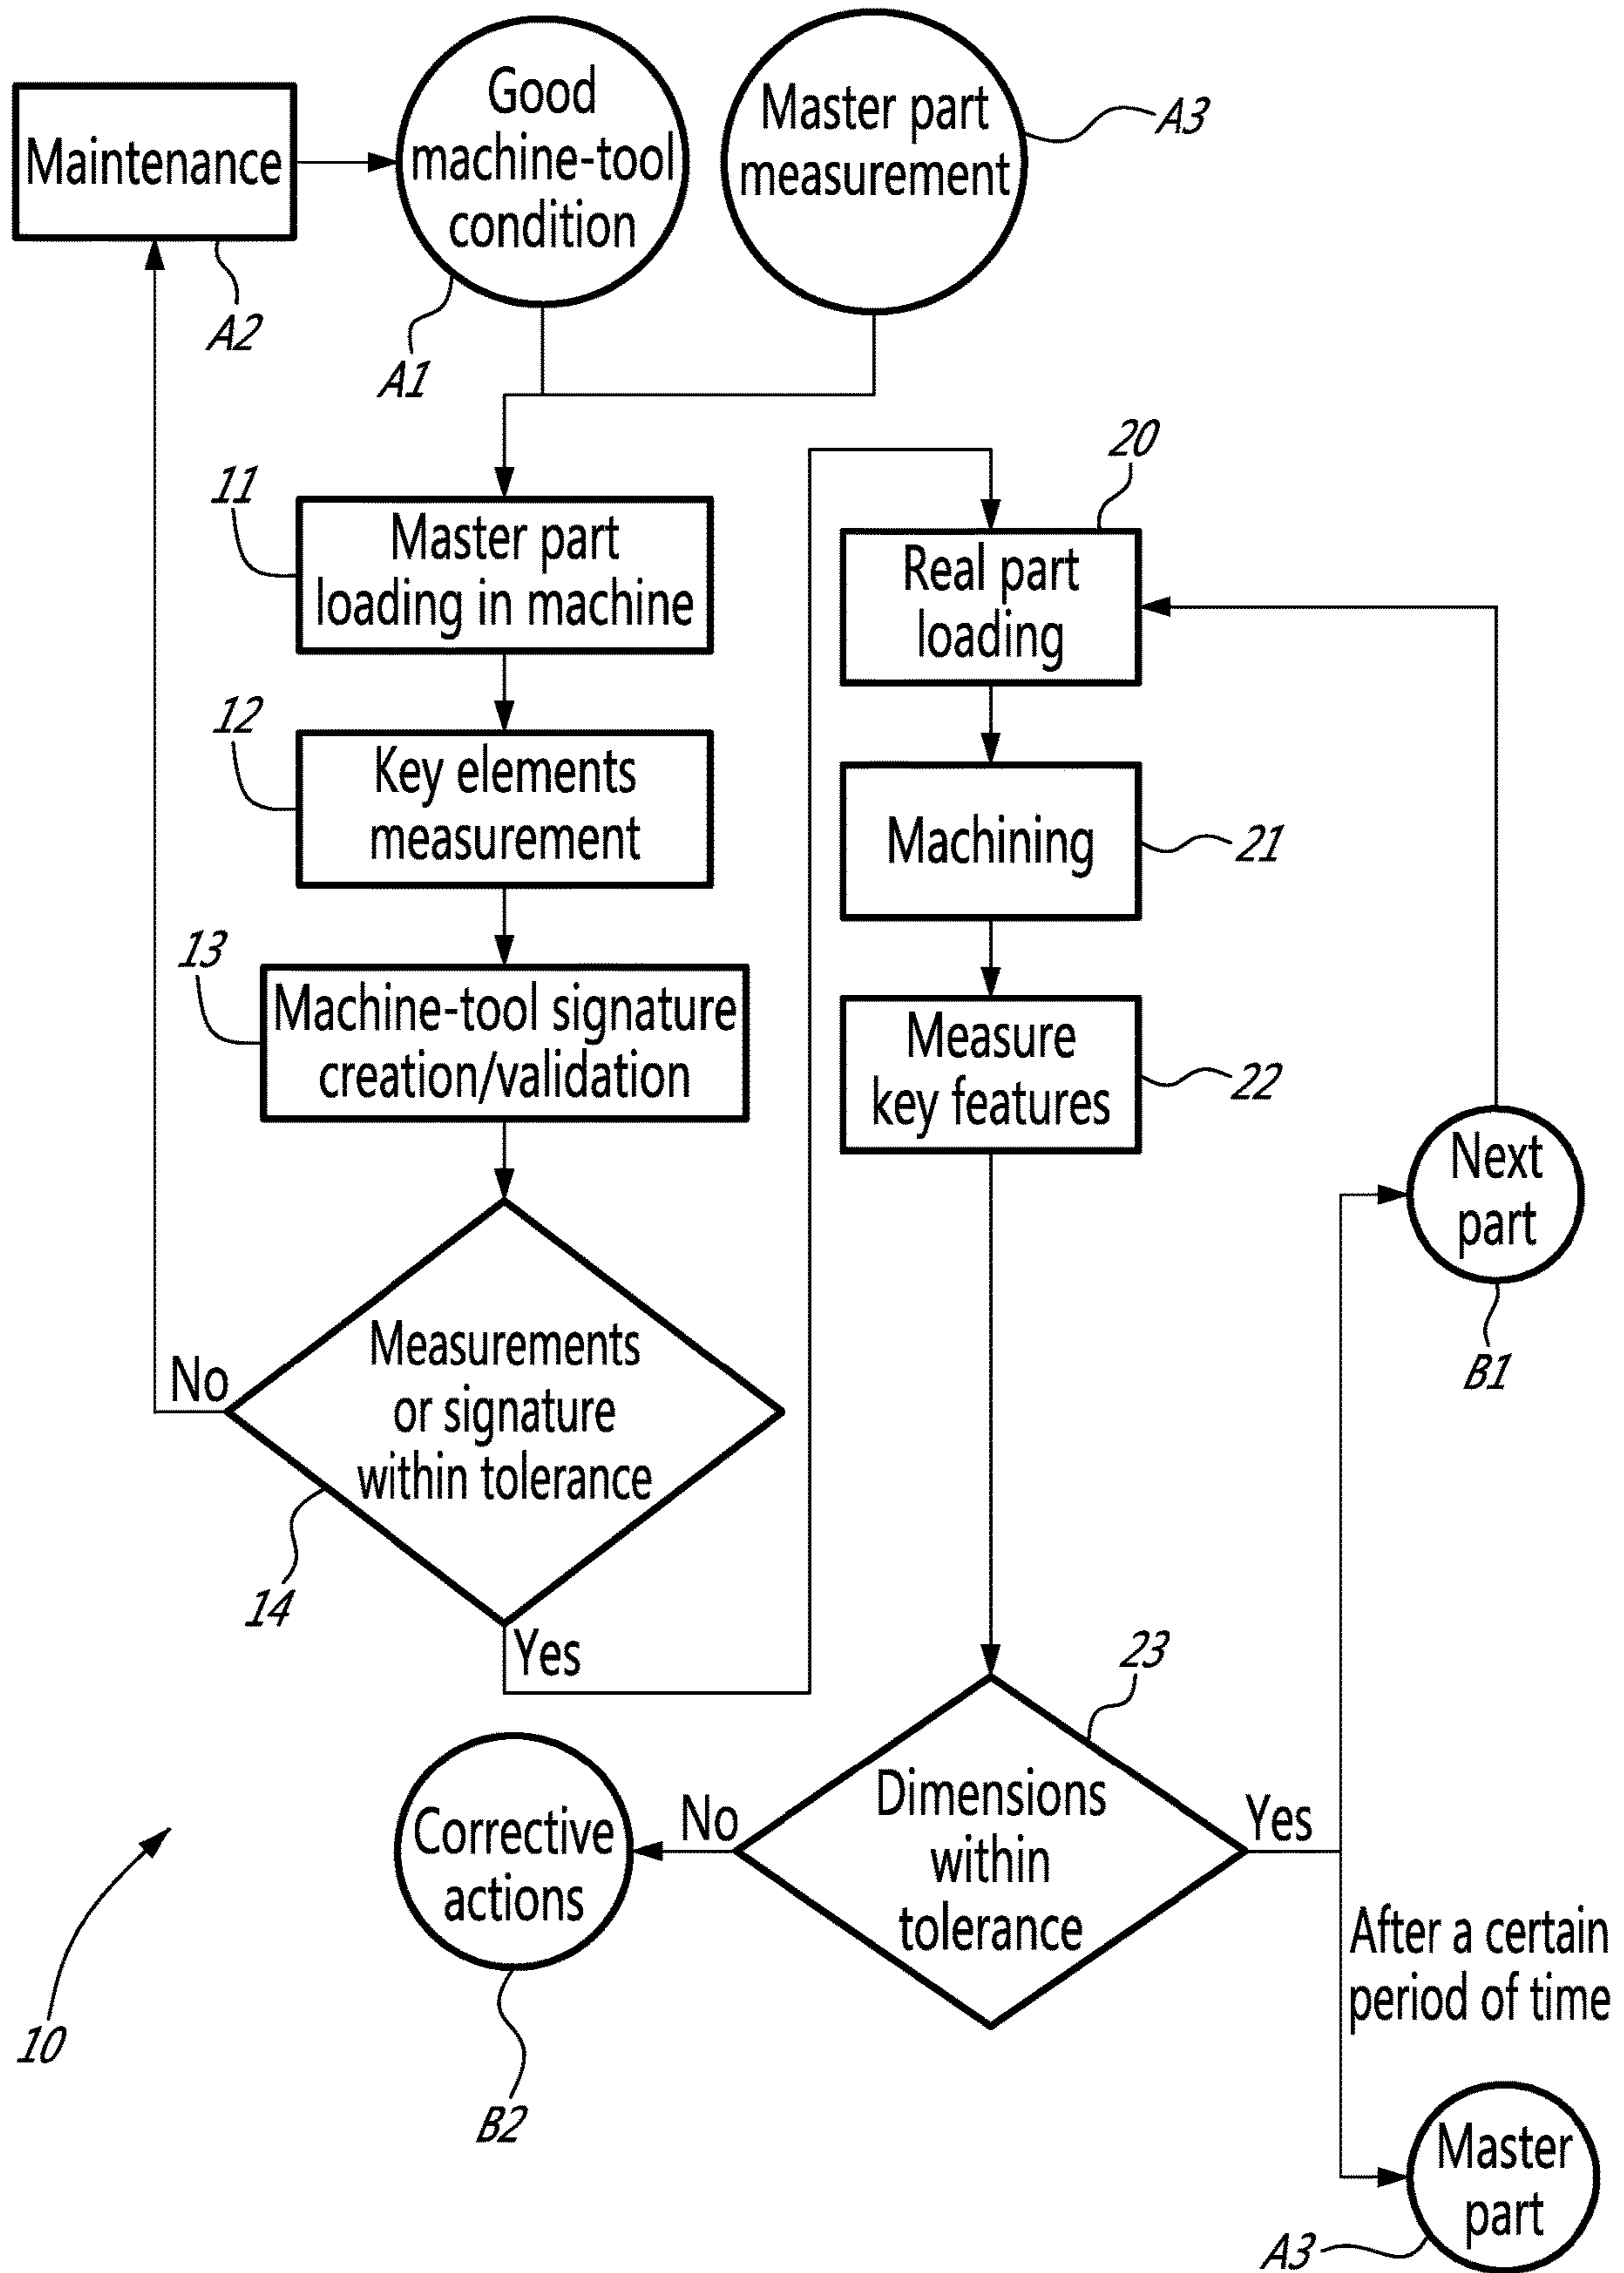 Maintenance
A2
Good
machine-tool
condition
A1
Master part
measurement
A3
11
Master part
loading in machine
12
Key elements
measurement
13
Machine-tool signature
creation/validation
No
Measurements
or signature
within tolerance
14
Yes
20
Real part
loading
Machining
21
Measure
key features
22
Next
part
B1
23
Dimensions
within
tolerance
No
Yes
Corrective
actions
B2
After a certain
period of time
Master
part
A3
10